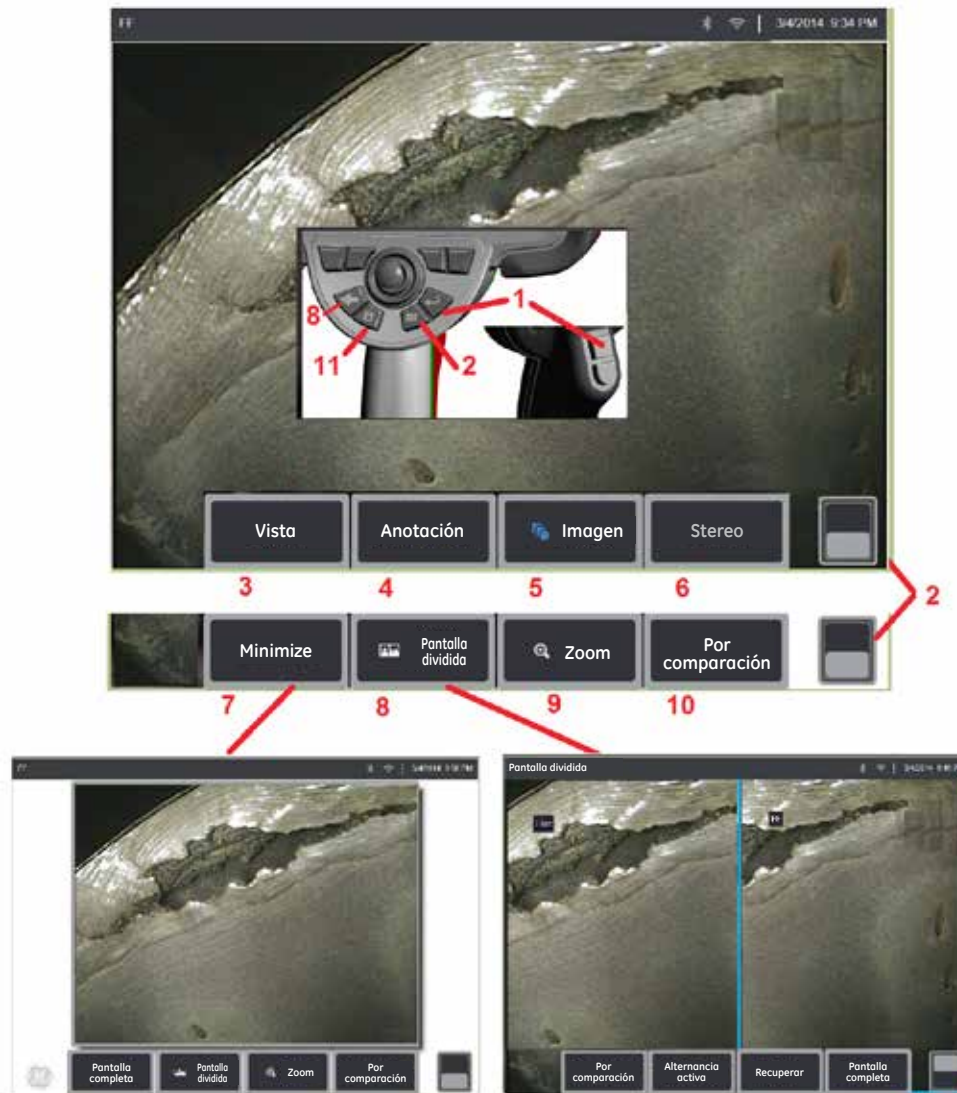 FF
3/4/2014 9:34 PM
8
11
1
2
Vista
Anotación
Imagen
Stereo
3
4
5
6
2
Minimize
Pantalla
dividida
Zoom
Por
comparación
7
8
9
10
Pantalla dividida
Pantalla
completa
Pantalla
dividida
Zoom
Por
comparación
Por
comparación
Alternancia
activa
Recuperar
Pantalla
completa